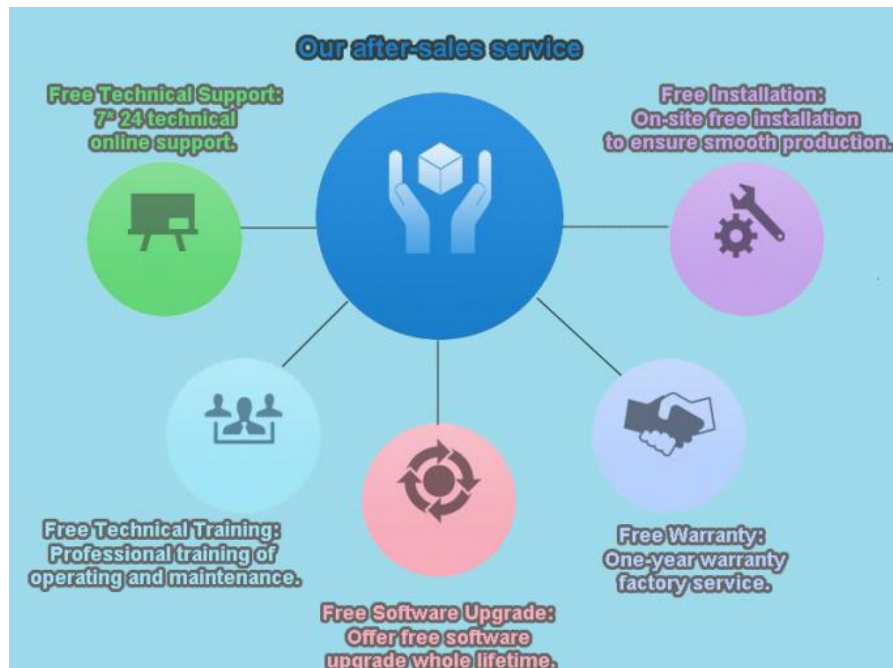 Our after-sales service
Free Technical Support:
7* 24 technical
online support.
Free Installation:
On-site free installation
to ensure smooth production.
Free Technical Training:
Professional training of
operating and maintenance.
Free Software Upgrade:
Offer free software
upgrade whole lifetime.
Free Warranty:
One-year warranty
factory service.